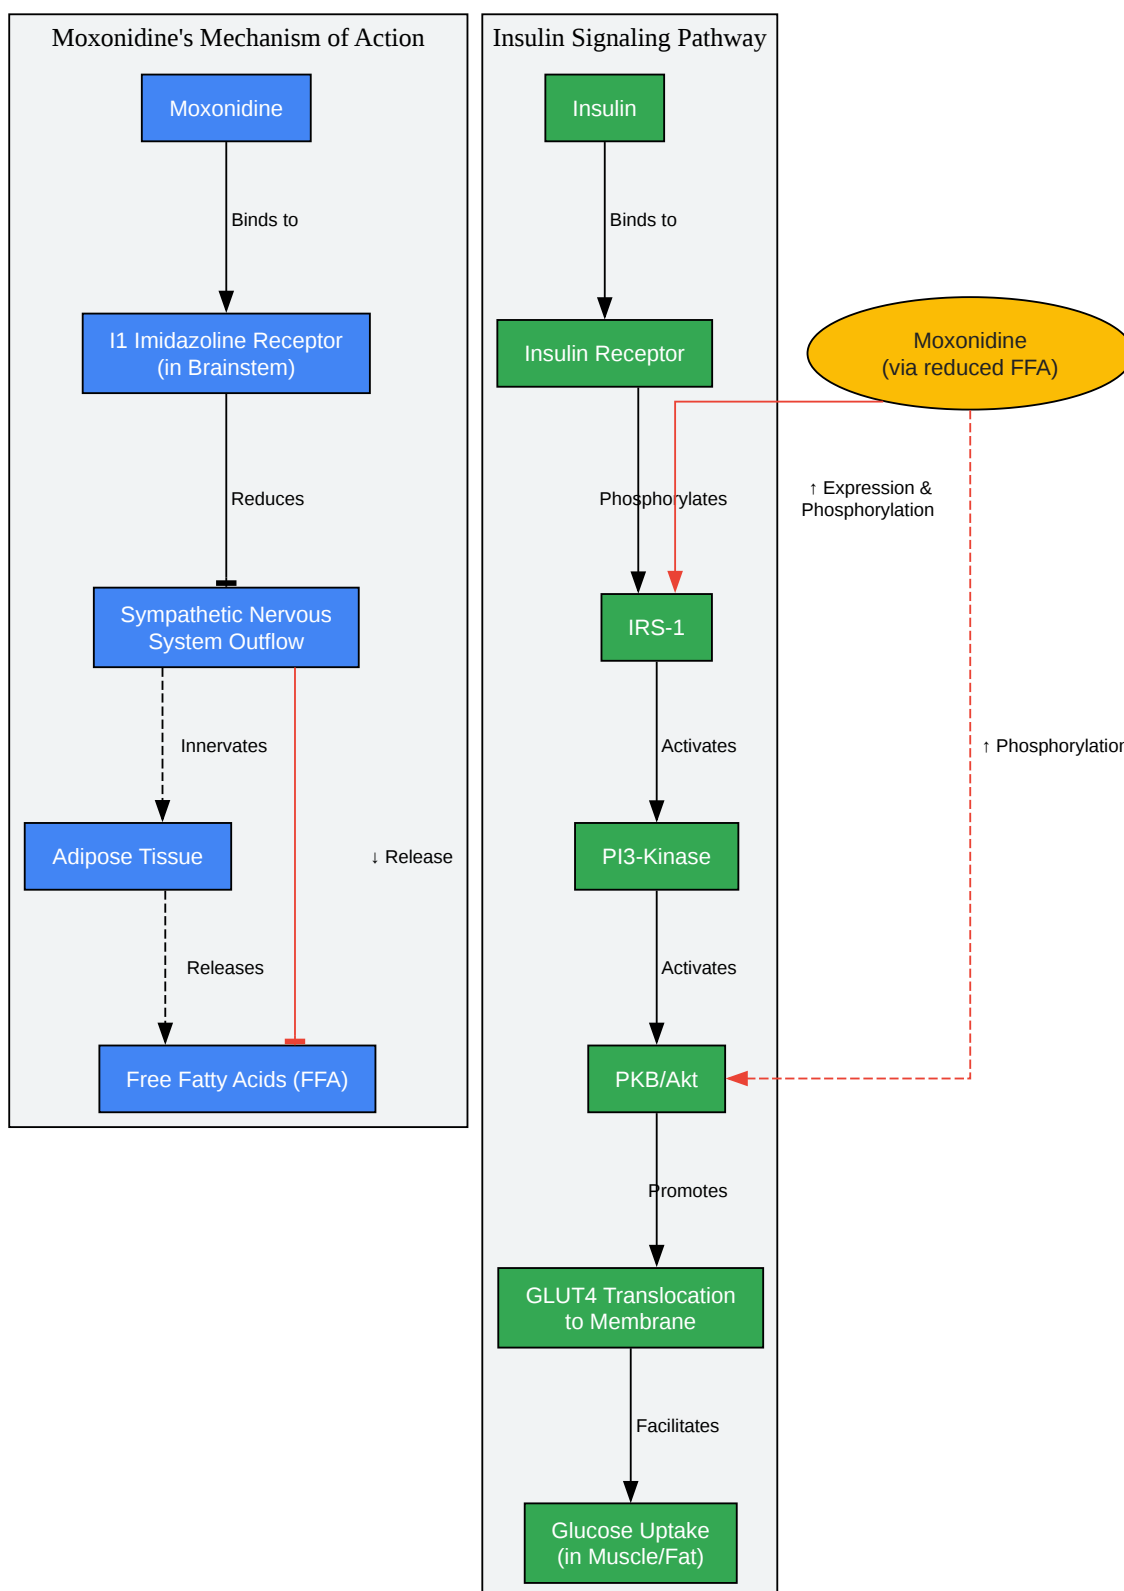 Moxonidine's Mechanism of Action
Moxonidine
Binds to
I1 Imidazoline Receptor
(in Brainstem)
Reduces
Sympathetic Nervous
System Outflow
Innervates
Adipose Tissue
↓ Release
Releases
Free Fatty Acids (FFA)
Insulin Signaling Pathway
Insulin
Binds to
Insulin Receptor
Phosphorylates
IRS-1
Activates
PI3-Kinase
Activates
PKB/Akt
Promotes
GLUT4 Translocation
to Membrane
Facilitates
Glucose Uptake
(in Muscle/Fat)
Moxonidine
(via reduced FFA)
↑ Expression &
Phosphorylation
↑ Phosphorylation